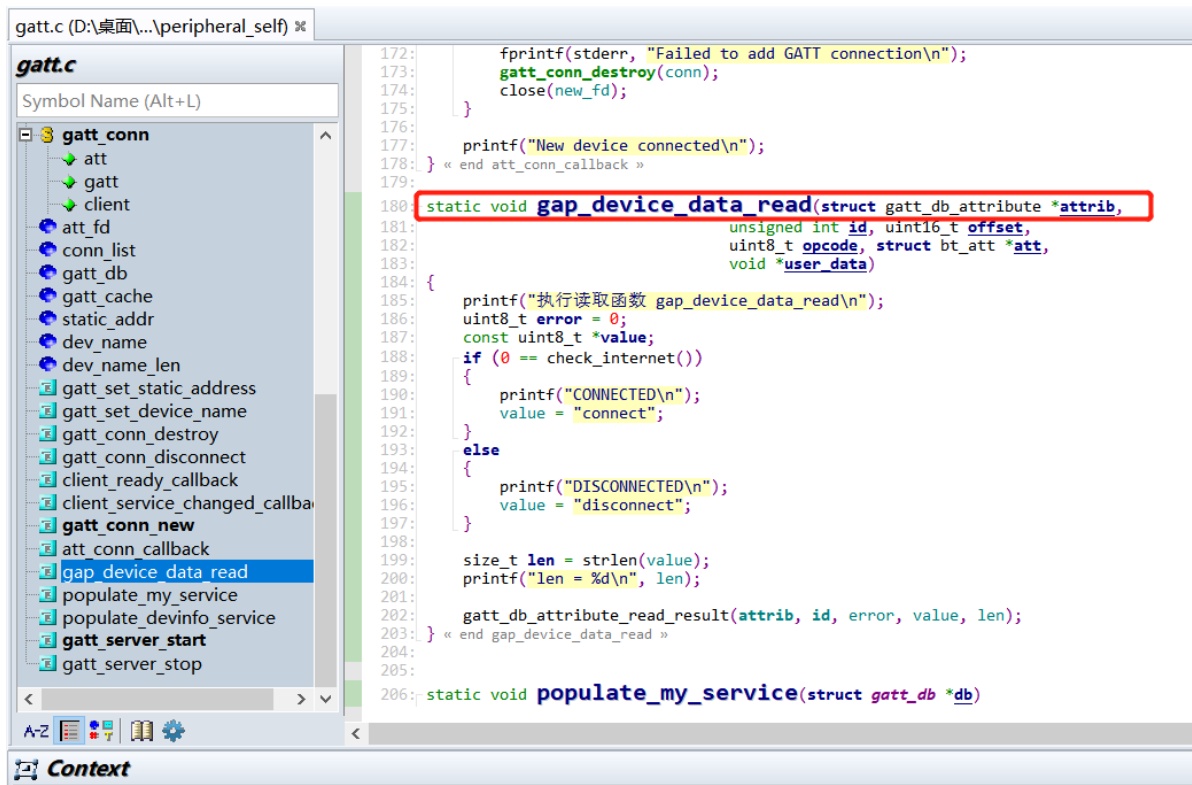 gatt.c (D:\桌面\...\peripheral_self)
gatt.c
Symbol Name (Alt+L)
gatt_conn
att
gatt
client
att_fd
conn_list
gatt_db
gatt_cache
static_addr
dev_name
dev_name_len
gatt_set_static_address
gatt_set_device_name
gatt_conn_destroy
gatt_conn_disconnect
client_ready_callback
client_service_changed_callba
gatt_conn_new
att_conn_callback
gap_device_data_read
populate_my_service
populate_devinfo_service
gatt_server_start
gatt_server_stop
A-Z
Context
172: fprintf(stderr, "Failed to add GATT connection\n");
173: gatt_conn_destroy(conn);
174: close(new_fd);
175: }
176:
177: printf("New device connected\n");
178: } « end att_conn_callback »
179:
180: static void gap_device_data_read(struct gatt_db_attribute *attrib,
181: unsigned int id, uint16_t offset,
182: uint8_t opcode, struct bt_att *att,
183: void *user_data)
184: {
185: printf("执行读取函数 gap_device_data_read\n");
186: uint8_t error = 0;
187: const uint8_t *value;
188: if (0 == check_internet())
189: {
190: printf("CONNECTED\n");
191: value = "connect";
192: }
193: else
194: {
195: printf("DISCONNECTED\n");
196: value = "disconnect";
197: }
198:
199: size_t len = strlen(value);
200: printf("len = %d\n", len);
201:
202: gatt_db_attribute_read_result(attrib, id, error, value, len);
203: } « end gap_device_data_read »
204:
205:
206: static void populate_my_service(struct gatt_db *db)